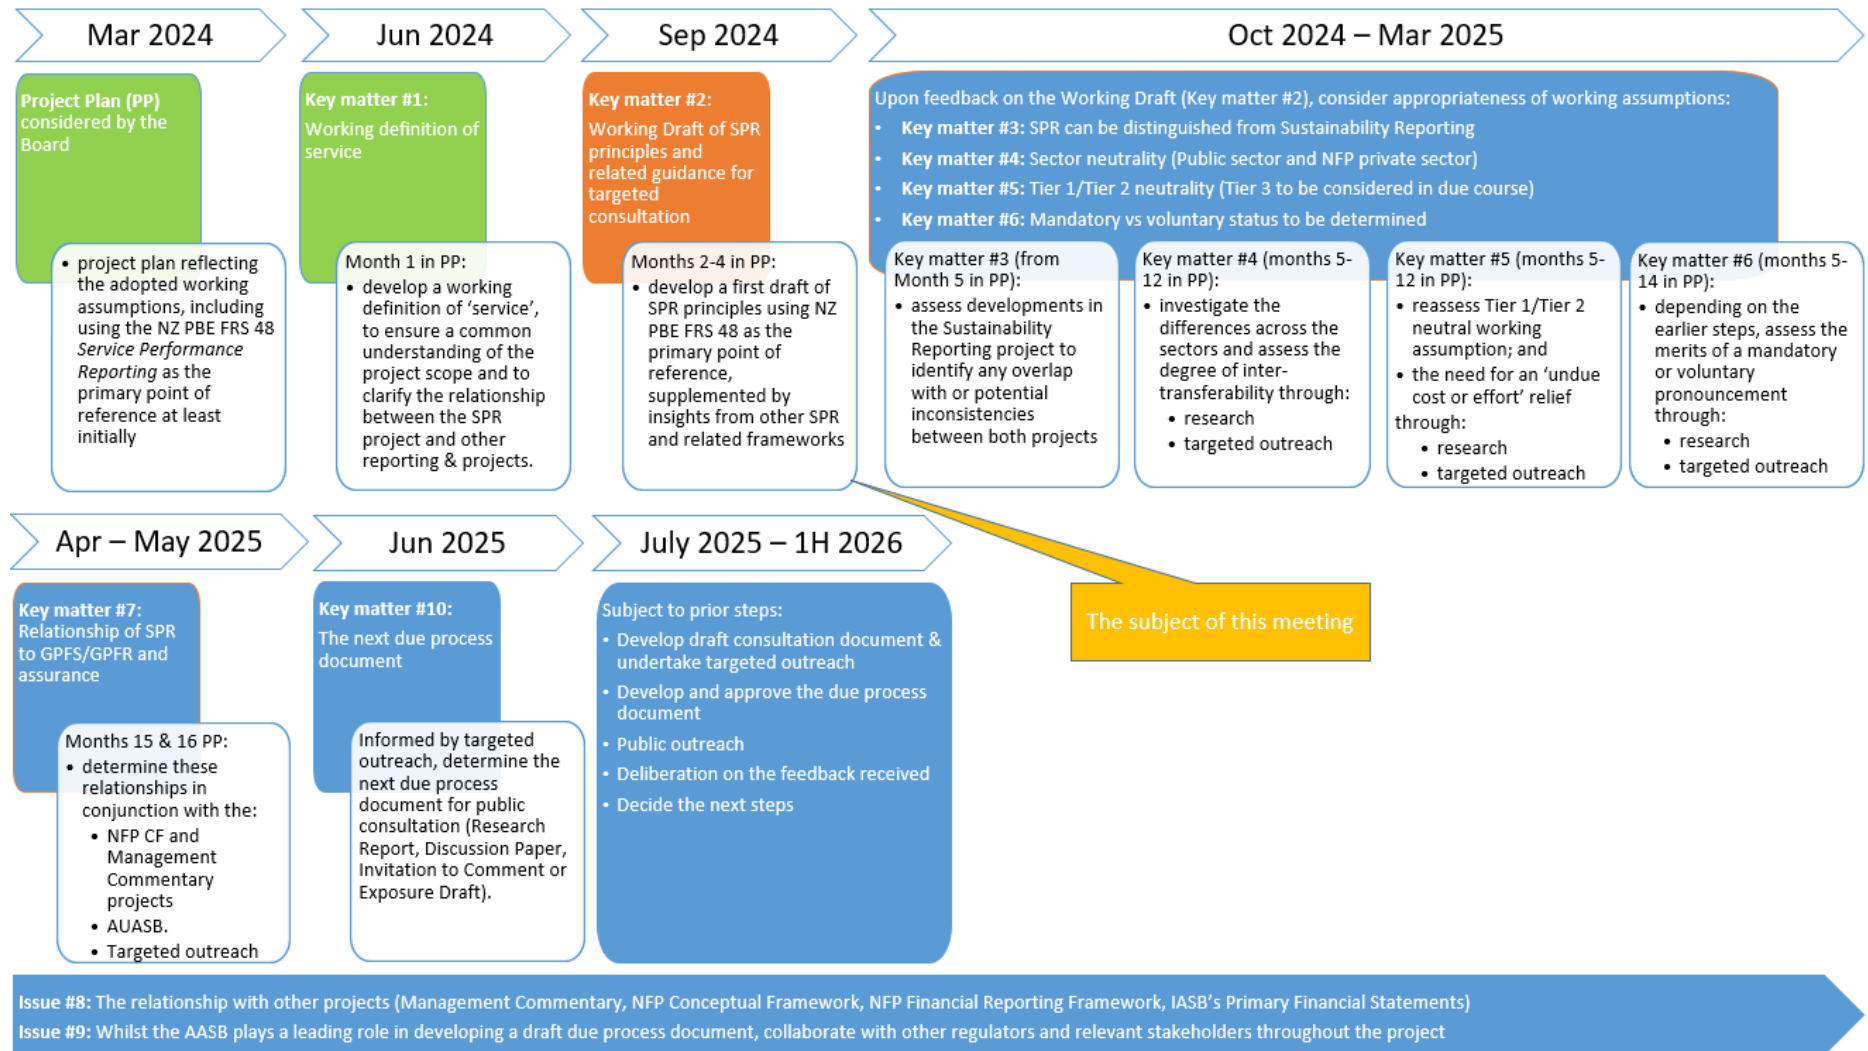 Mar 2024
Jun 2024
Sep 2024
Oct 2024 – Mar 2025
Project Plan (PP)
considered by the
Board
• project plan reflecting
the adopted working
assumptions, including
using the NZ PBE FRS 48
Service Performance
Reporting as the
primary point of
reference at least
initially
Key matter #1:
Working definition of
service
Month 1 in PP:
• develop a working
definition of ‘service’,
to ensure a common
understanding of the
project scope and to
clarify the relationship
between the SPR
project and other
reporting & projects.
Key matter #2:
Working Draft of SPR
principles and
related guidance for
targeted
consultation
Months 2-4 in PP:
• develop a first draft of
SPR principles using NZ
PBE FRS 48 as the
primary point of
reference,
supplemented by
insights from other SPR
and related frameworks
Upon feedback on the Working Draft (Key matter #2), consider appropriateness of working assumptions:
• Key matter #3: SPR can be distinguished from Sustainability Reporting
• Key matter #4: Sector neutrality (Public sector and NFP private sector)
• Key matter #5: Tier 1/Tier 2 neutrality (Tier 3 to be considered in due course)
• Key matter #6: Mandatory vs voluntary status to be determined
Key matter #3 (from
Month 5 in PP):
• assess developments in
the Sustainability
Reporting project to
identify any overlap
with or potential
inconsistencies
between both projects
Key matter #4 (months 5-
12 in PP):
• investigate the
differences across the
sectors and assess the
degree of inter-
transferability through:
• research
• targeted outreach
Key matter #5 (months 5-
12 in PP):
• reassess Tier 1/Tier 2
neutral working
assumption; and
• the need for an ‘undue
cost or effort’ relief
through:
• research
• targeted outreach
Key matter #6 (months 5-
14 in PP):
• depending on the
earlier steps, assess the
merits of a mandatory
or voluntary
pronouncement
through:
• research
• targeted outreach
The subject of this meeting
Apr – May 2025
Jun 2025
July 2025 – 1H 2026
Key matter #7:
Relationship of SPR
to GPFS/GPFR and
assurance
Months 15 & 16 PP:
• determine these
relationships in
conjunction with the:
• NFP CF and
Management
Commentary
projects
• AUASB.
• Targeted outreach
Key matter #10:
The next due process
document
Informed by targeted
outreach, determine the
next due process
document for public
consultation (Research
Report, Discussion Paper,
Invitation to Comment or
Exposure Draft).
Subject to prior steps:
• Develop draft consultation document &
undertake targeted outreach
• Develop and approve the due process
document
• Public outreach
• Deliberation on the feedback received
• Decide the next steps
Issue #8: The relationship with other projects (Management Commentary, NFP Conceptual Framework, NFP Financial Reporting Framework, IASB’s Primary Financial Statements)
Issue #9: Whilst the AASB plays a leading role in developing a draft due process document, collaborate with other regulators and relevant stakeholders throughout the project